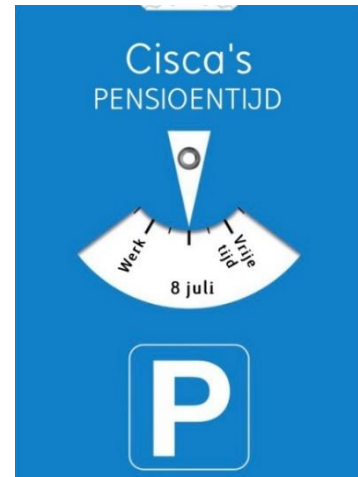 Cisca's
PENSIOENTIJD
Werk
Vrije
tijd
8 juli
P